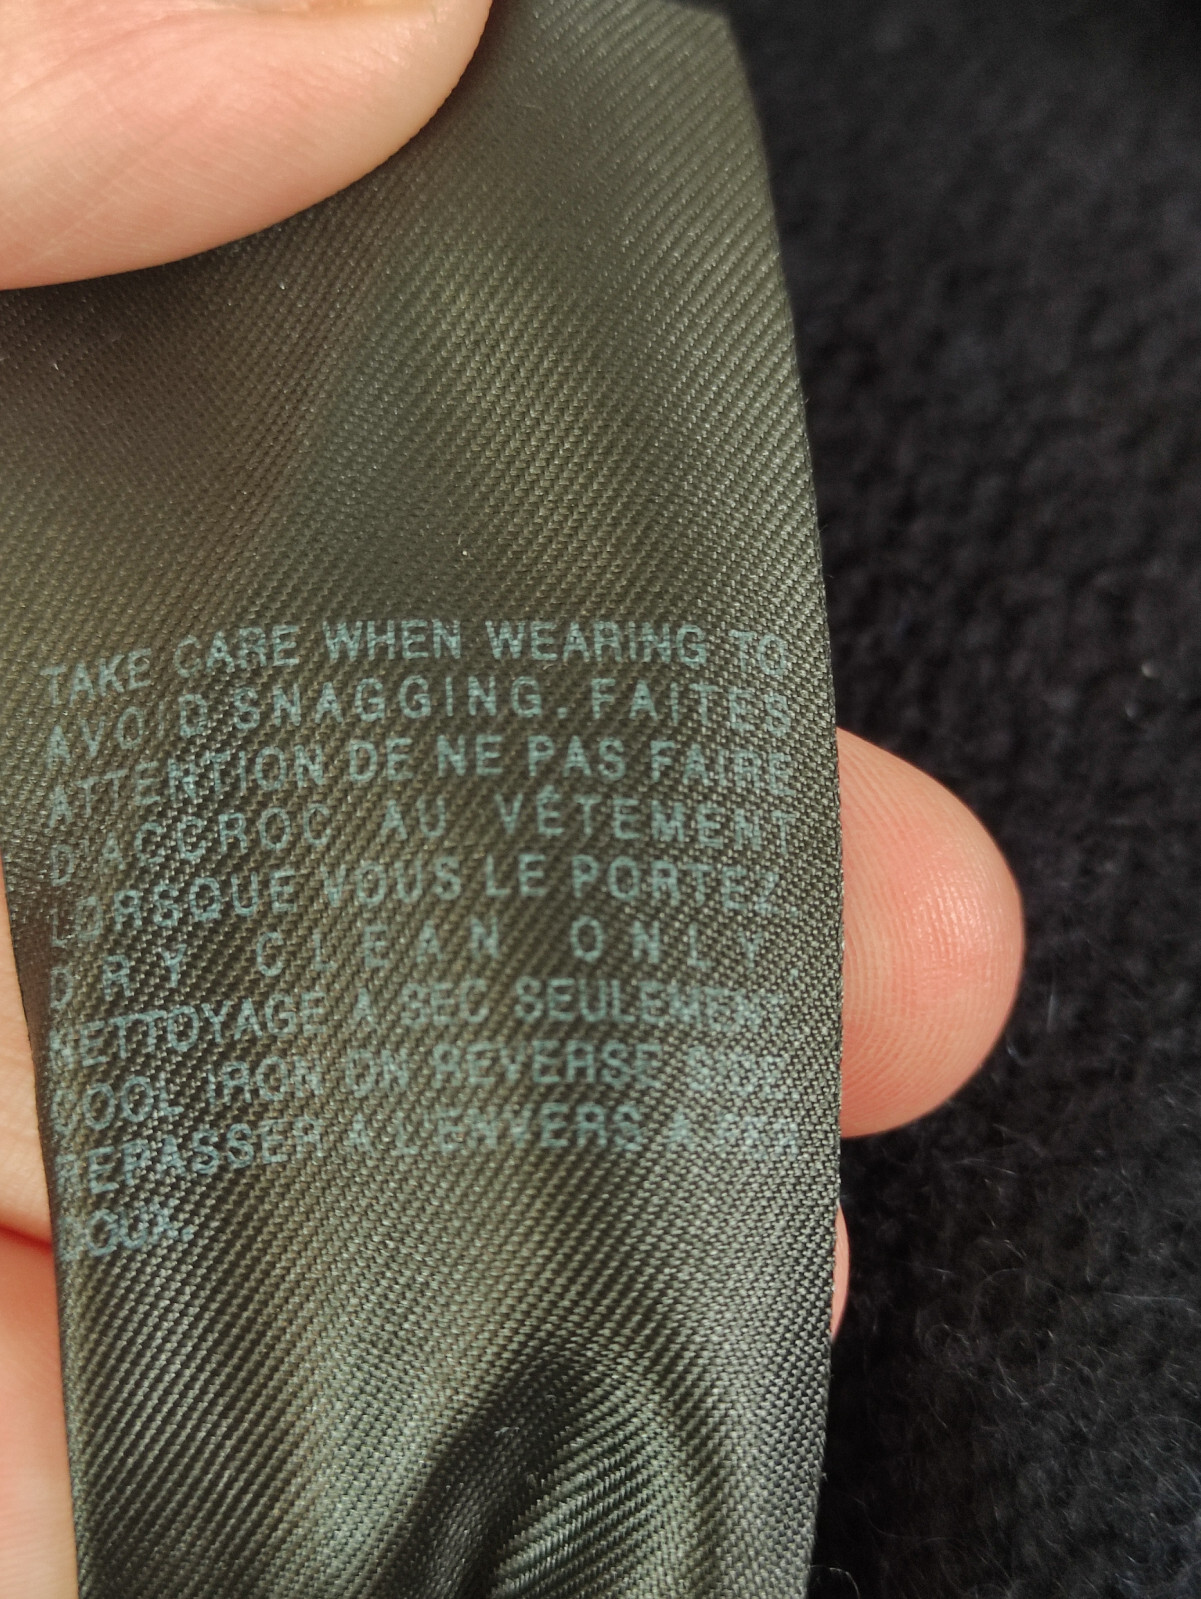 TAKE CARE WHEN WEARING TO
AVOID SNAGGING. FAITES
ATTENTION DE NE PAS FAIRE
D'ACCROC AU VÊTEMENT
LORSQUE VOUS LE PORTEZ.
DRY CLEAN ONLY.
NETTOYAGE À SEC SEULEMENT.
COOL IRON ON REVERSE SIDE.
REPASSER A L'ENVERS À FER
DOUX.